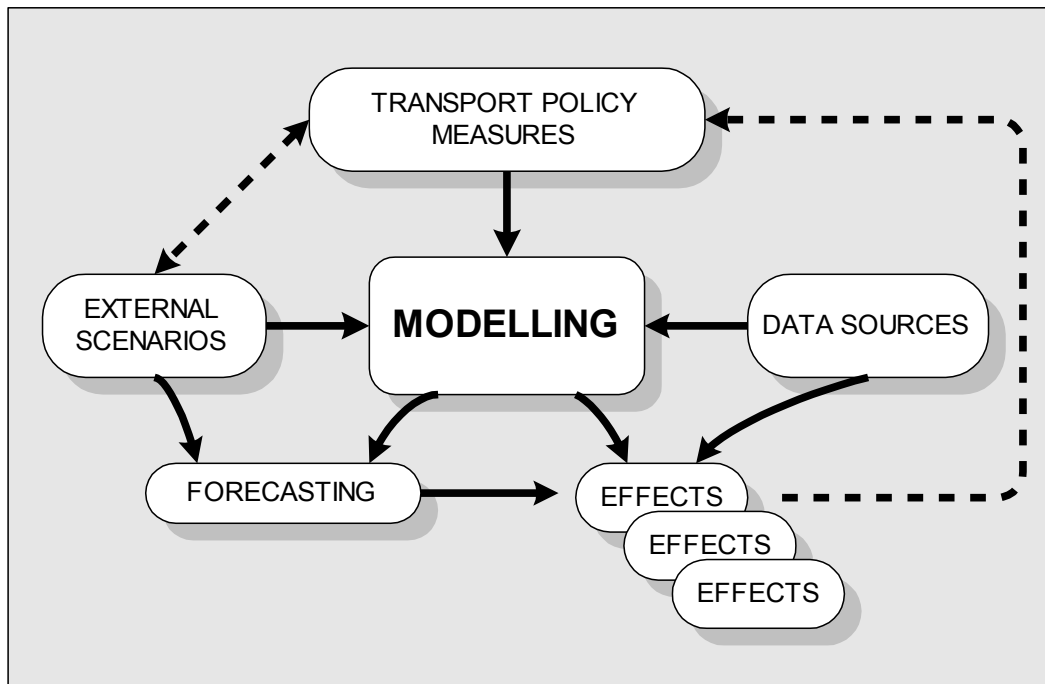 TRANSPORT POLICY
MEASURES
EXTERNAL
SCENARIOS
MODELLING
DATA SOURCES
FORECASTING
EFFECTS
EFFECTS
EFFECTS